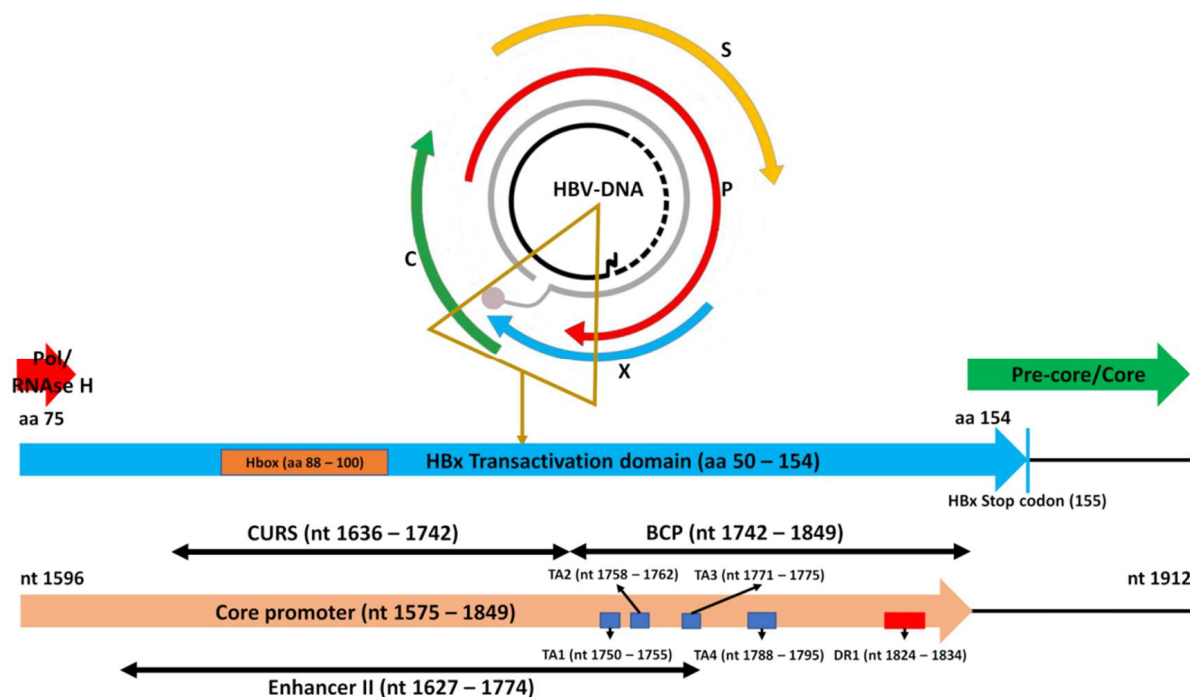 S
HBV-DNA
P
C
X
Pol/
RNAse H
Pre-core/Core
aa 75
aa 154
Hbox (aa 88 – 100)
HBx Transactivation domain (aa 50 – 154)
HBx Stop codon (155)
CURS (nt 1636 – 1742)
BCP (nt 1742 – 1849)
nt 1596
TA2 (nt 1758 – 1762)
TA3 (nt 1771 – 1775)
nt 1912
Core promoter (nt 1575 – 1849)
TA1 (nt 1750 – 1755)
TA4 (nt 1788 – 1795)
DR1 (nt 1824 – 1834)
Enhancer II (nt 1627 – 1774)